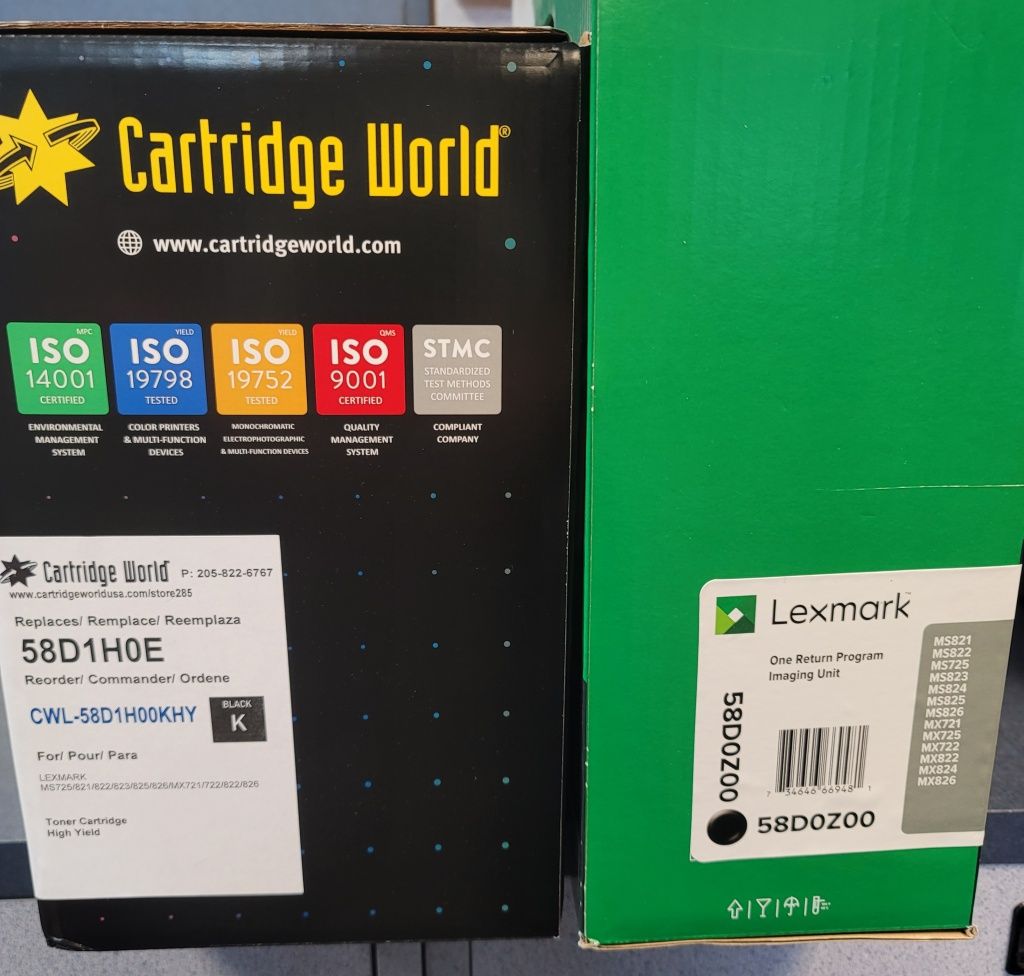 Cartridge World®
www.cartridgeworld.com
MPC
ISO
14001
CERTIFIED
ENVIRONMENTAL
MANAGEMENT
SYSTEM
YIELD
ISO
19798
TESTED
COLOR PRINTERS
& MULTI-FUNCTION
DEVICES
YIELD
ISO
19752
TESTED
MONOCHROMATIC
ELECTROPHOTOGRAPHIC
& MULTI-FUNCTION DEVICES
QMS
ISO
9001
CERTIFIED
QUALITY
MANAGEMENT
SYSTEM
STMC
STANDARDIZED
TEST METHODS
COMMITTEE
COMPLIANT
COMPANY
Cartridge World P: 205-822-6767
www.cartridgeworldusa.com/store285
Replaces/ Remplace/ Reemplaza
58D1H0E
Reorder/ Commander/ Ordene
CWL-58D1H00KHY
BLACK
K
For/ Pour/ Para
LEXMARK
MS725/821/822/823/825/826/MX721/722/822/826
Toner Cartridge
High Yield
Lexmark™
One Return Program
Imaging Unit
MS821
MS822
MS725
MS823
MS824
MS825
MS826
MX721
MX725
MX722
MX822
MX824
MX826
58D0Z00
7 34646 66948 1
58D0Z00